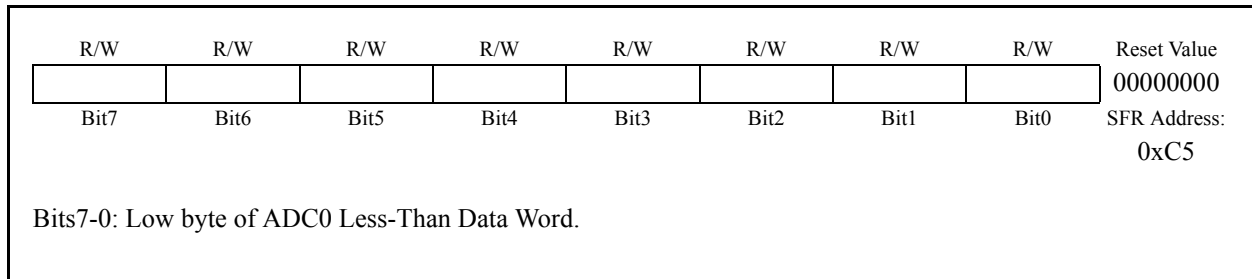 R/W R/W R/W R/W R/W R/W R/W R/W Reset Value
00000000
Bit7 Bit6 Bit5 Bit4 Bit3 Bit2 Bit1 Bit0 SFR Address:
0xC5
Bits7-0: Low byte of ADC0 Less-Than Data Word.